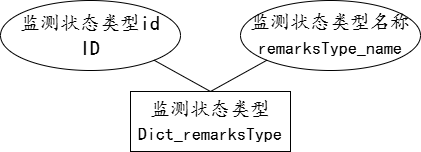 监测状态类型id
ID
监测状态类型名称
remarksType_name
监测状态类型
Dict_remarksType